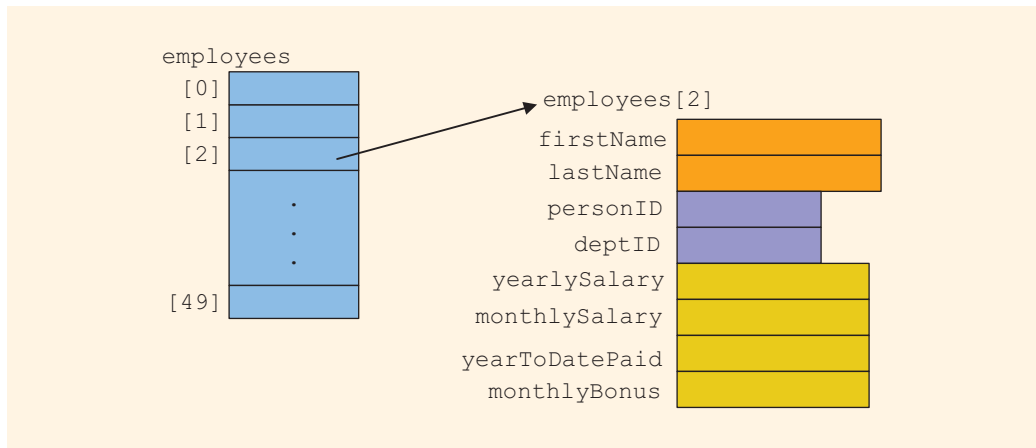 employees
[0]
[1]
[2]
.
.
.
[49]
employees[2]
firstName
lastName
personID
deptID
yearlySalary
monthlySalary
yearToDatePaid
monthlyBonus